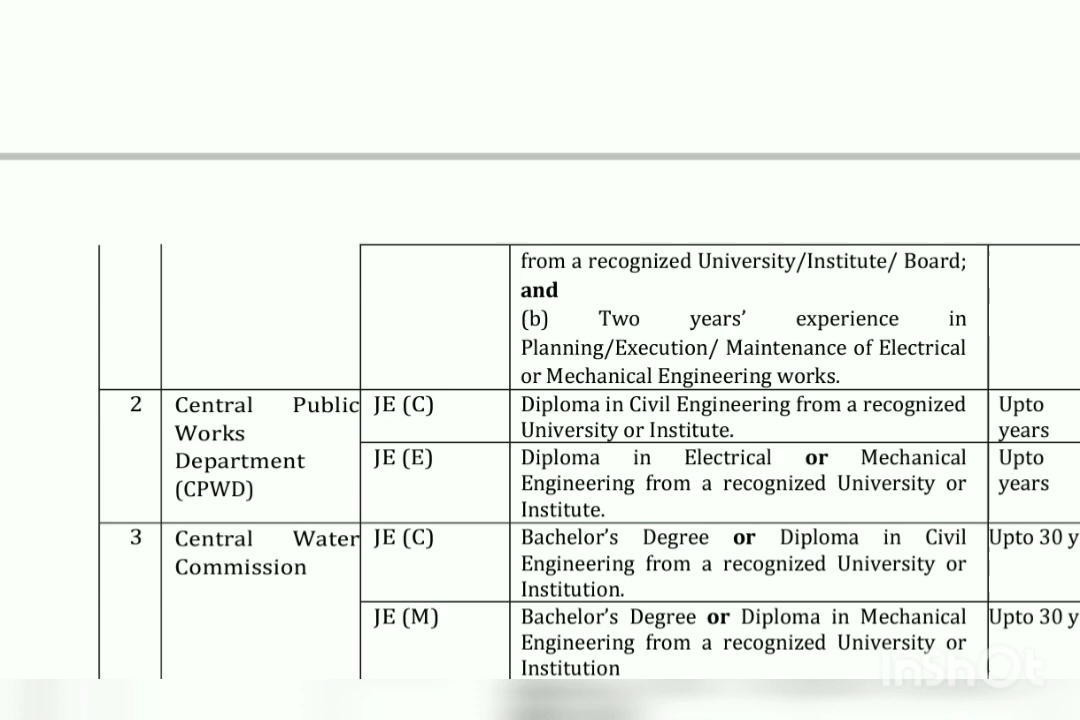 from a recognized University/Institute/ Board;
and
(b) Two years’ experience in
Planning/Execution/ Maintenance of Electrical
or Mechanical Engineering works.
2 Central Public JE (C) Diploma in Civil Engineering from a recognized Upto
Works University or Institute. years
Department JE (E) Diploma in Electrical or Mechanical Upto
(CPWD) Engineering from a recognized University or years
Institute.
3 Central Water JE (C) Bachelor’s Degree or Diploma in Civil Upto 30 y
Commission Engineering from a recognized University or
Institution.
JE (M) Bachelor’s Degree or Diploma in Mechanical Upto 30 y
Engineering from a recognized University or
Institution
InShOt